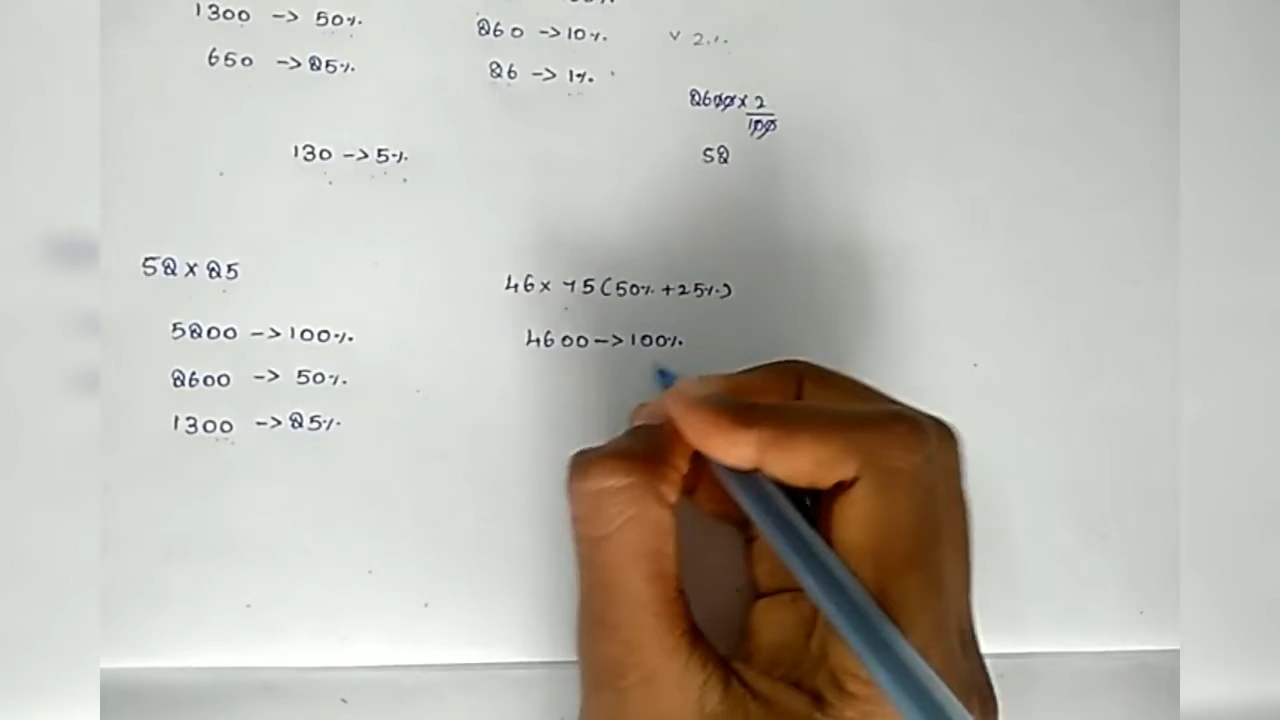 1300 -> 50%
650 -> 25%
260 -> 10%
26 -> 1%
130 -> 5%
v 2%
2600 x 2/100
52
52 x 25
5200 -> 100%
2600 -> 50%
1300 -> 25%
46 x 75 (50% + 25%)
4600 -> 100%